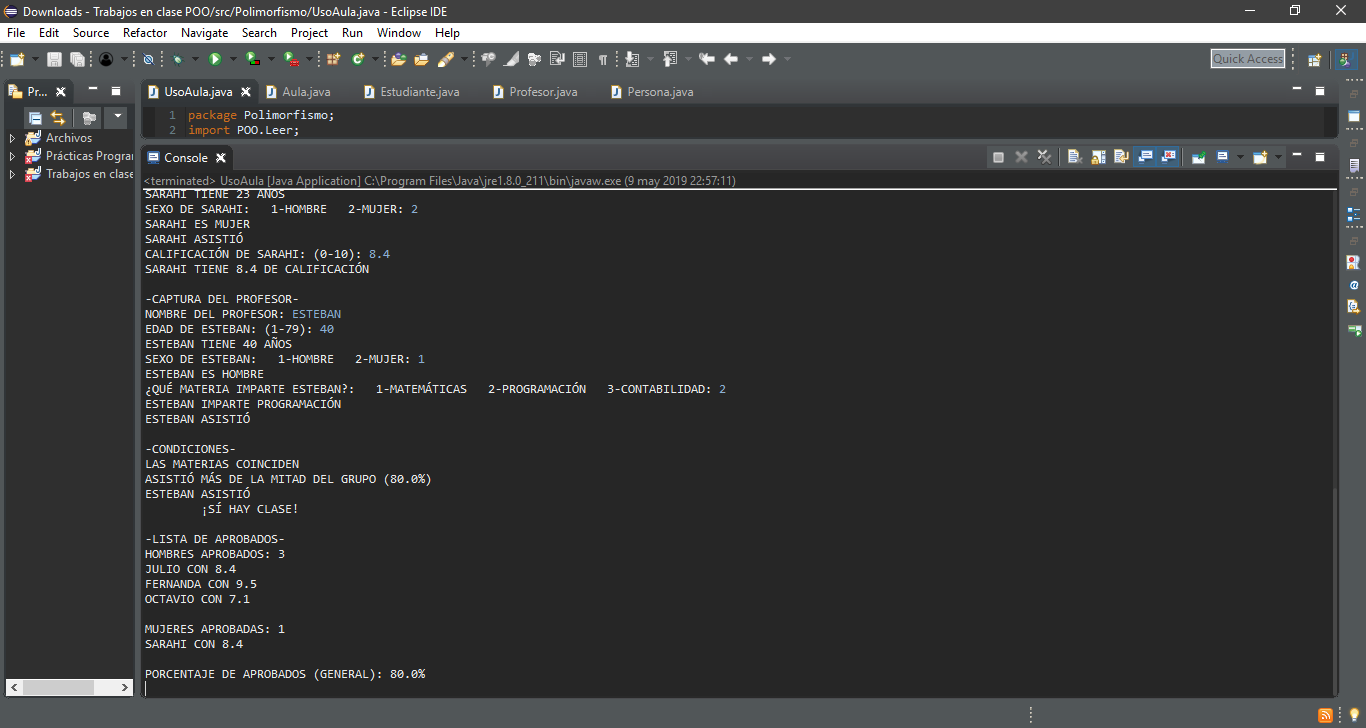 Downloads - Trabajos en clase POO/src/Polimorfismo/UsoAula.java - Eclipse IDE
File Edit Source Refactor Navigate Search Project Run Window Help
Quick Access
Pr...
UsoAula.java Aula.java Estudiante.java Profesor.java Persona.java
1 package Polimorfismo;
2 import POO.Leer;
Archivos
Prácticas Progra
Trabajos en clase
Console
<terminated> UsoAula [Java Application] C:\Program Files\Java\jre1.8.0_211\bin\javaw.exe (9 may 2019 22:57:11)
SARAHI TIENE 23 AÑOS
SEXO DE SARAHI: 1-HOMBRE 2-MUJER: 2
SARAHI ES MUJER
SARAHI ASISTIÓ
CALIFICACIÓN DE SARAHI: (0-10): 8.4
SARAHI TIENE 8.4 DE CALIFICACIÓN
-CAPTURA DEL PROFESOR-
NOMBRE DEL PROFESOR: ESTEBAN
EDAD DE ESTEBAN: (1-79): 40
ESTEBAN TIENE 40 AÑOS
SEXO DE ESTEBAN: 1-HOMBRE 2-MUJER: 1
ESTEBAN ES HOMBRE
¿QUÉ MATERIA IMPARTE ESTEBAN?: 1-MATEMÁTICAS 2-PROGRAMACIÓN 3-CONTABILIDAD: 2
ESTEBAN IMPARTE PROGRAMACIÓN
ESTEBAN ASISTIÓ
-CONDICIONES-
LAS MATERIAS COINCIDEN
ASISTIÓ MÁS DE LA MITAD DEL GRUPO (80.0%)
ESTEBAN ASISTIÓ
¡SÍ HAY CLASE!
-LISTA DE APROBADOS-
HOMBRES APROBADOS: 3
JULIO CON 8.4
FERNANDA CON 9.5
OCTAVIO CON 7.1
MUJERES APROBADAS: 1
SARAHI CON 8.4
PORCENTAJE DE APROBADOS (GENERAL): 80.0%